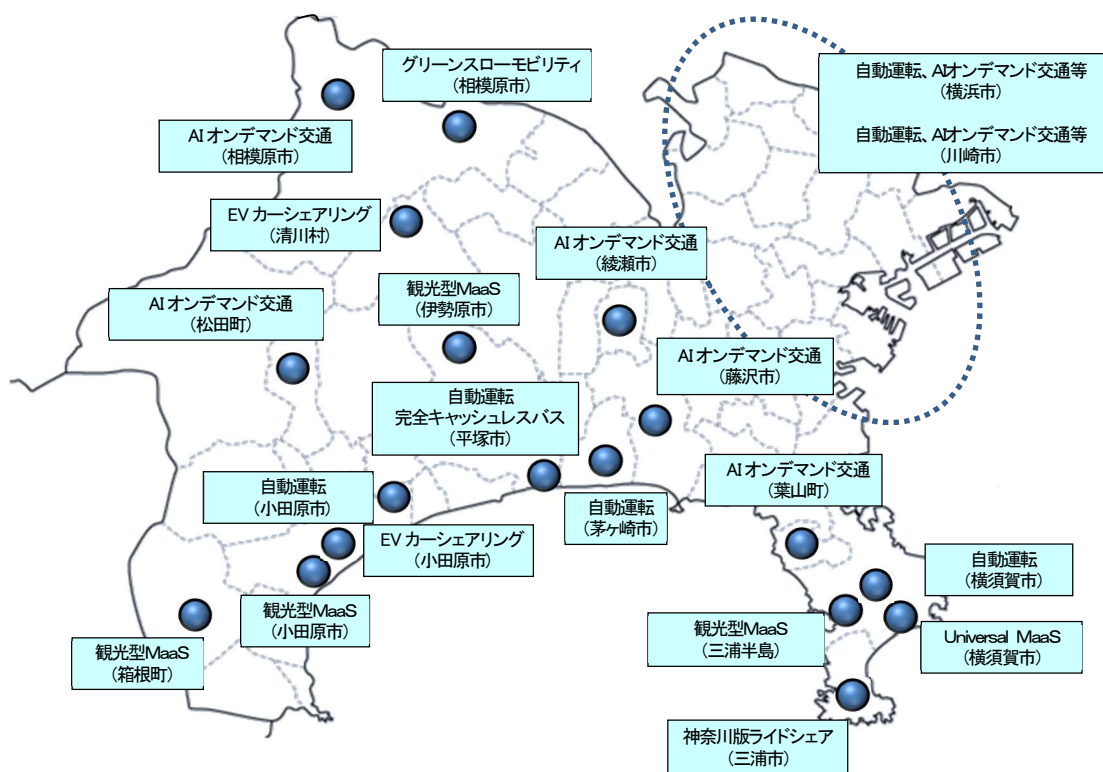 グリーンスローモビリティ
（相模原市）
自動運転、AIオンデマンド交通等
（横浜市）
自動運転、AIオンデマンド交通等
（川崎市）
AIオンデマンド交通
（相模原市）
EVカーシェアリング
（清川村）
AIオンデマンド交通
（綾瀬市）
観光型MaaS
（伊勢原市）
AIオンデマンド交通
（松田町）
AIオンデマンド交通
（藤沢市）
自動運転
完全キャッシュレスバス
（平塚市）
AIオンデマンド交通
（葉山町）
自動運転
（小田原市）
自動運転
（茅ヶ崎市）
EVカーシェアリング
（小田原市）
自動運転
（横須賀市）
観光型MaaS
（小田原市）
観光型MaaS
（三浦半島）
Universal MaaS
（横須賀市）
観光型MaaS
（箱根町）
神奈川版ライドシェア
（三浦市）